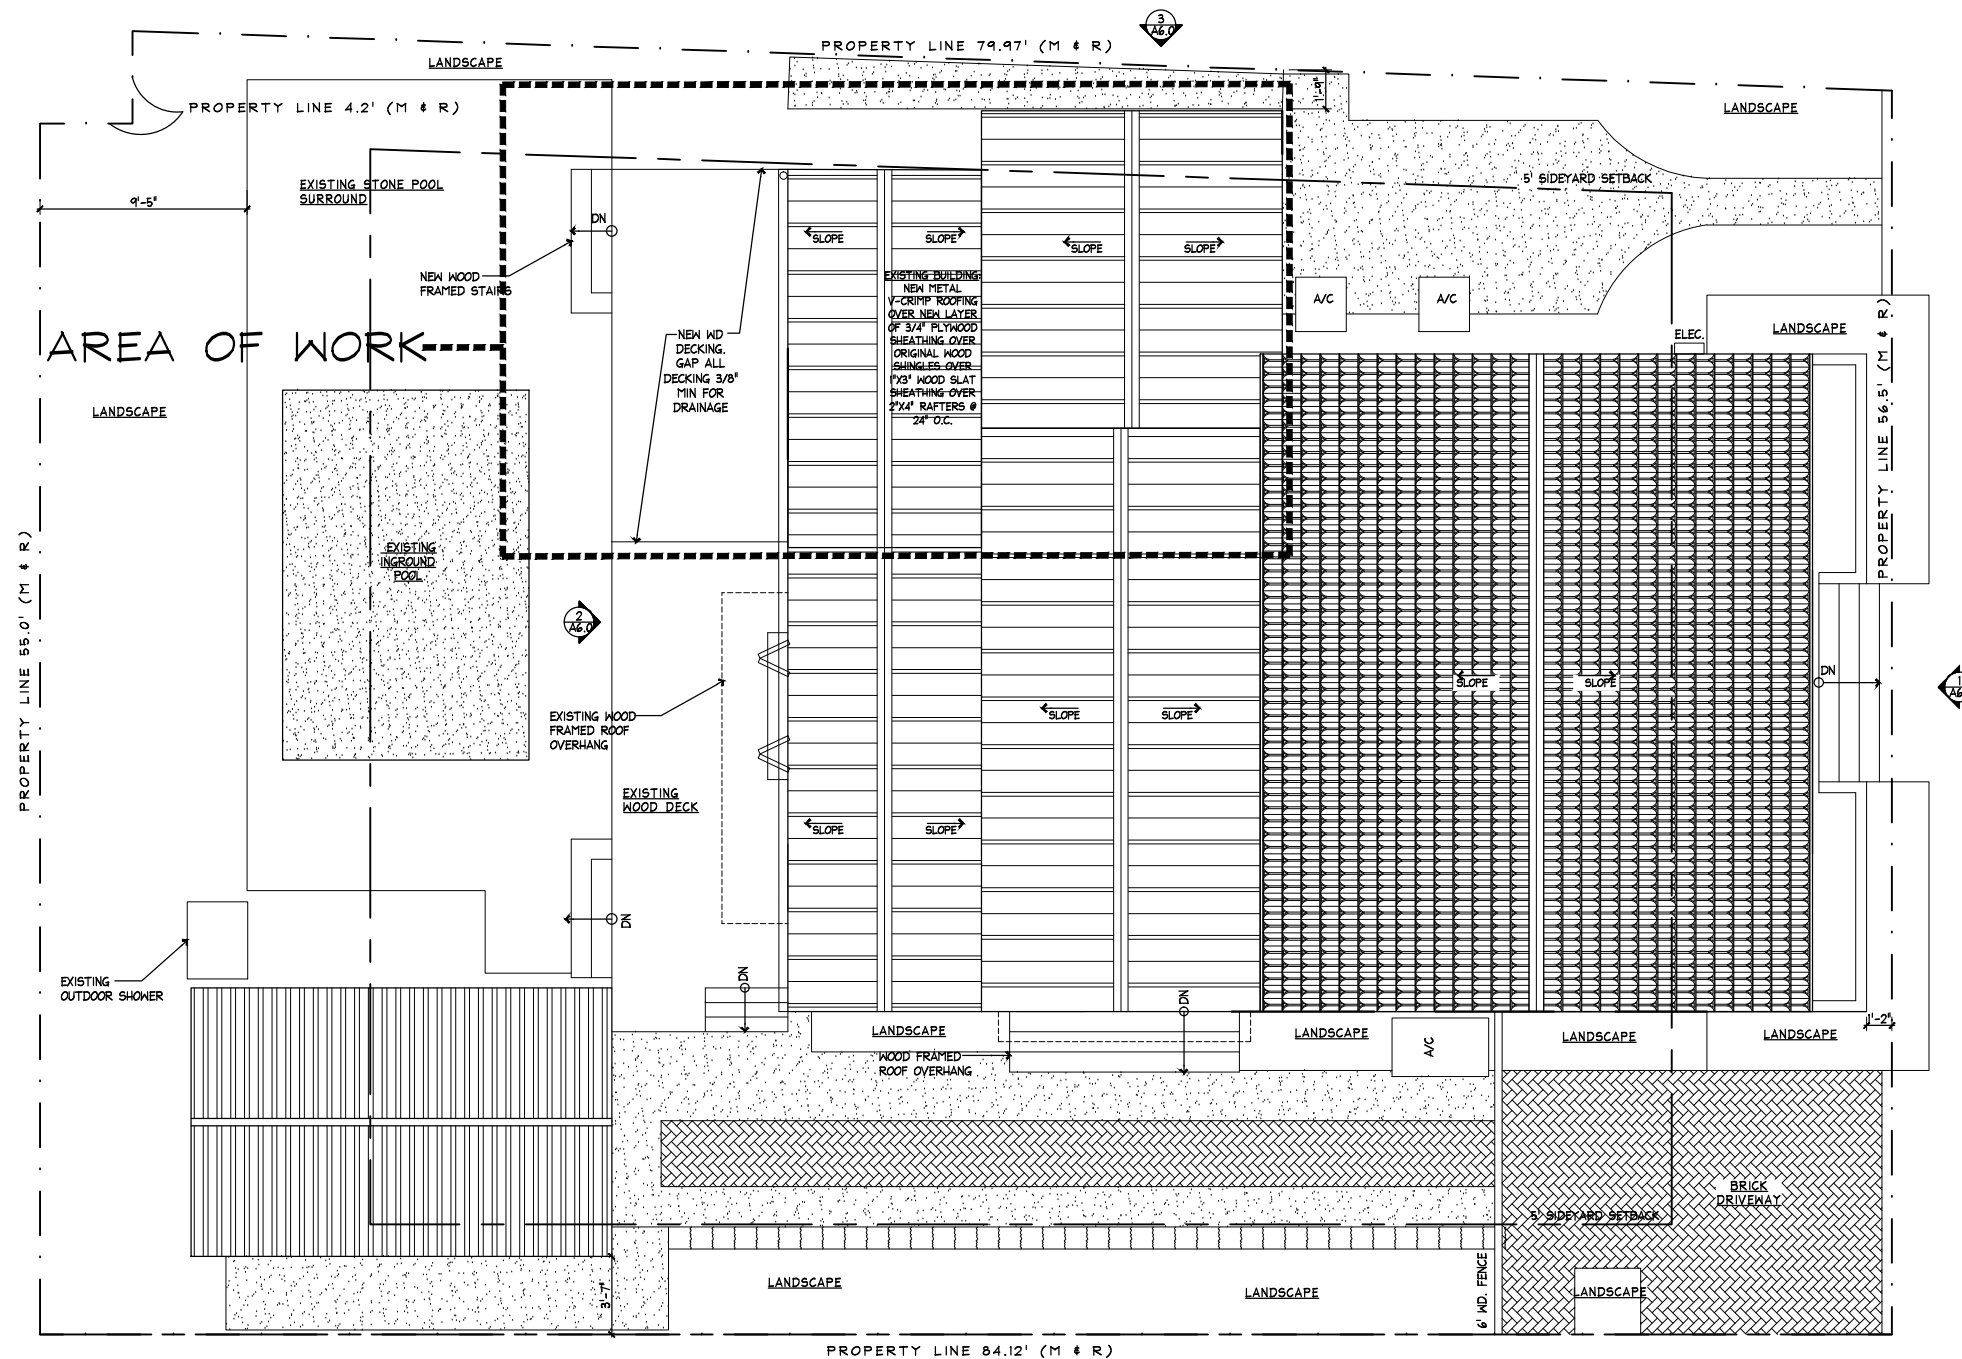 3
A6.0
PROPERTY LINE 79.97' (M & R)
LANDSCAPE
PROPERTY LINE 4.2' (M & R)
LANDSCAPE
EXISTING STONE POOL
SURROUND
5' SIDEYARD SETBACK
9'-5"
DN
SLOPE
SLOPE
SLOPE
SLOPE
NEW WOOD
FRAMED STAIRS
EXISTING BUILDING:
NEW METAL
V-CRIMP ROOFING
OVER NEW LAYER
OF 3/4" PLYWOOD
SHEATHING OVER
ORIGINAL WOOD
SHINGLES OVER
1"X3" WOOD SLAT
SHEATHING OVER
2"X4" RAFTERS @
24" O.C.
A/C
A/C
ELEC.
LANDSCAPE
AREA OF WORK
NEW WD
DECKING.
GAP ALL
DECKING 3/8"
MIN FOR
DRAINAGE
LANDSCAPE
PROPERTY LINE 56.5' (M & R)
PROPERTY LINE 55.0' (M & R)
EXISTING
INGROUND
POOL
2
A6.0
EXISTING WOOD
FRAMED ROOF
OVERHANG
SLOPE
SLOPE
SLOPE
SLOPE
DN
1
A6
EXISTING
WOOD DECK
SLOPE
SLOPE
DN
EXISTING
OUTDOOR SHOWER
DN
DN
LANDSCAPE
WOOD FRAMED
ROOF OVERHANG
LANDSCAPE
A/C
LANDSCAPE
LANDSCAPE
1'-2"
BRICK
DRIVEWAY
5' SIDEYARD SETBACK
3'-7"
LANDSCAPE
LANDSCAPE
6' WD. FENCE
LANDSCAPE
PROPERTY LINE 84.12' (M & R)